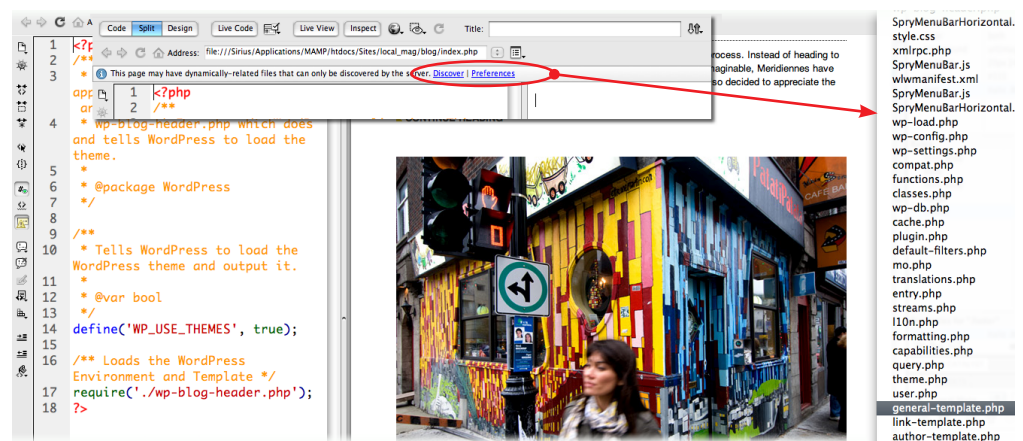 Code Split Design Live Code Live View Inspect Title:
Address: file:///Sirius/Applications/MAMP/htdocs/Sites/local_mag/blog/index.php
This page may have dynamically-related files that can only be discovered by the server. Discover | Preferences
1 <?php
2 /**
1 <?p
2 /**
3 *
app
4 * wp-blog-header.php which does
and tells WordPress to load the
theme.
5 *
6 * @package WordPress
7 */
8
9 /**
10 * Tells WordPress to load the
WordPress theme and output it.
11 *
12 * @var bool
13 */
14 define('WP_USE_THEMES', true);
15
16 /** Loads the WordPress
Environment and Template */
17 require('./wp-blog-header.php');
18 ?>
rocess. Instead of heading to
aginable, Meridiennes have
decided to appreciate the
CONTINUE READING
PatatiPatata
CAFE BAR
SpryMenuBarHorizontal.
style.css
xmlrpc.php
SpryMenuBar.js
wlwmanifest.xml
SpryMenuBar.js
SpryMenuBarHorizontal.
wp-load.php
wp-config.php
wp-settings.php
compat.php
functions.php
classes.php
wp-db.php
cache.php
plugin.php
default-filters.php
mo.php
translations.php
entry.php
streams.php
l10n.php
formatting.php
capabilities.php
query.php
theme.php
user.php
general-template.php
link-template.php
author-template.php